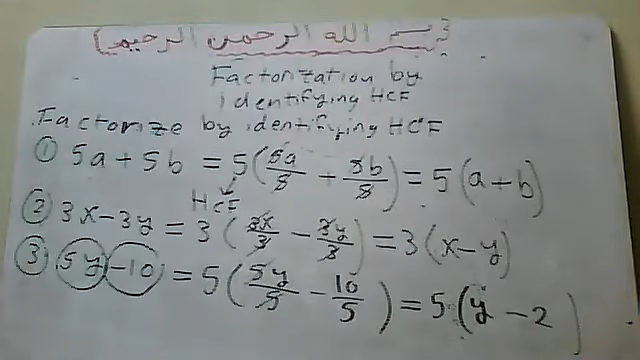 (بسم الله الرحمن الرحيم)
Factorization by
identifying HCF
Factorize by identifying HCF
① 5a + 5b = 5(5a/5 + 5b/5) = 5(a+b)
HCF
② 3x - 3y = 3(3x/3 - 3y/3) = 3(x-y)
③ 5y - 10 = 5(5y/5 - 10/5) = 5(y - 2)